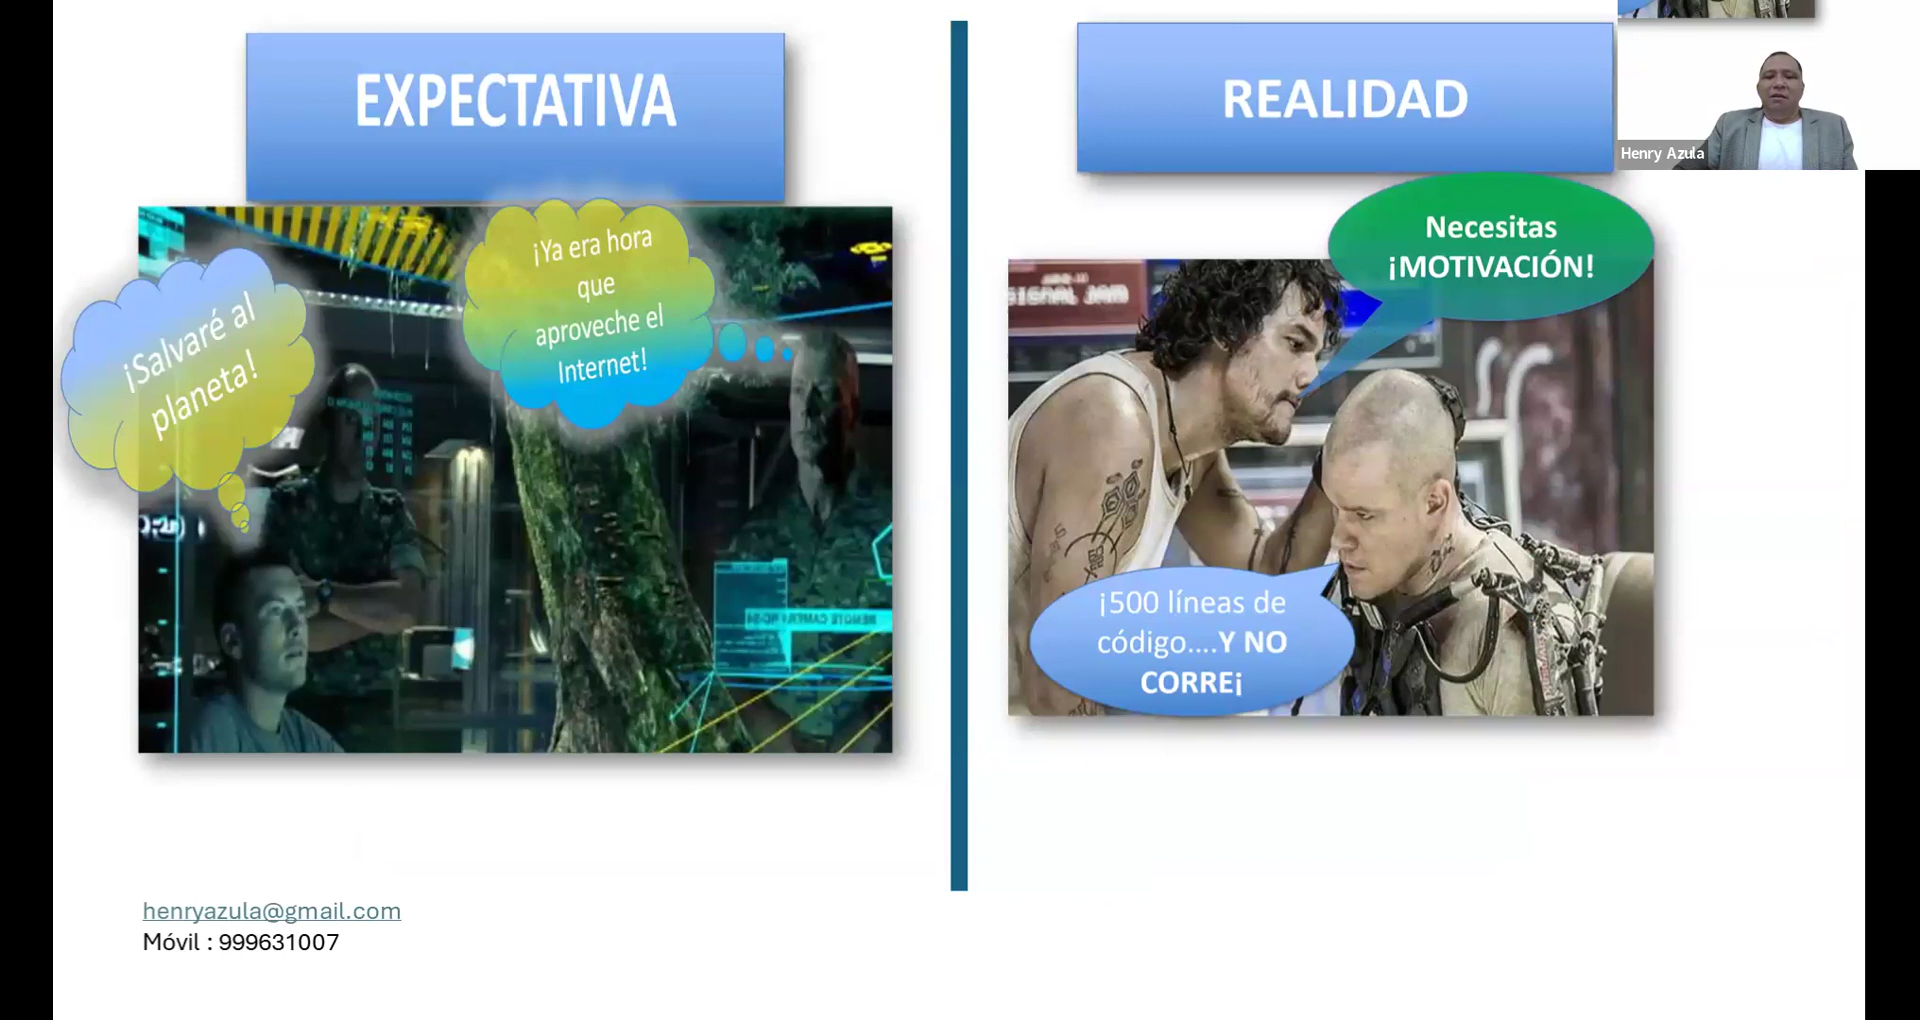 EXPECTATIVA
¡Salvaré al
planeta!
¡Ya era hora
que
aproveche el
Internet!
REALIDAD
Necesitas
¡MOTIVACIÓN!
¡500 líneas de
código....Y NO
CORRE¡
Henry Azula
henryazula@gmail.com
Móvil : 999631007